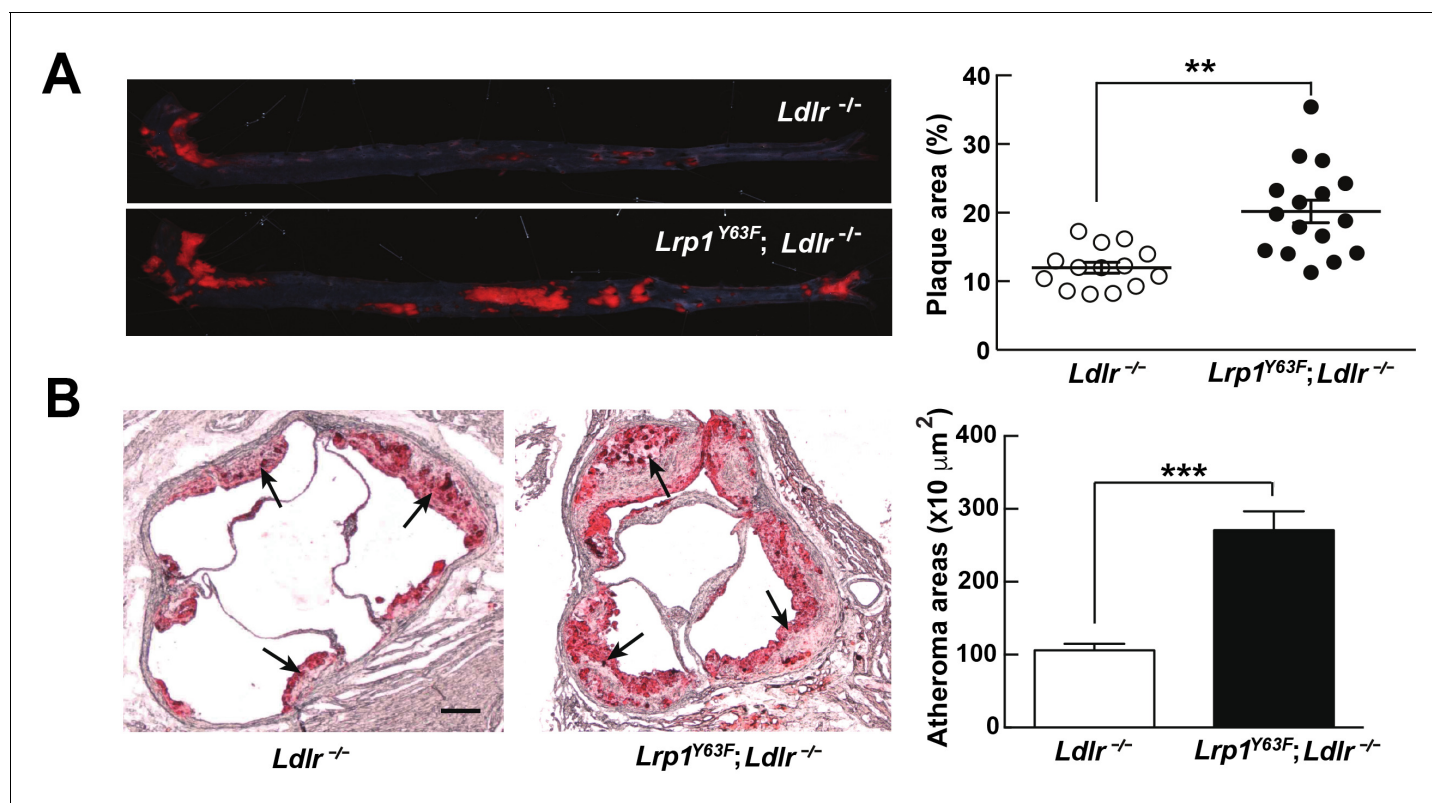 A
Ldlr -/-
Lrp1Y63F; Ldlr-/-
**
Plaque area (%)
40
30
20
10
0
Ldlr -/-
Lrp1Y63F; Ldlr-/-
B
Ldlr -/-
Lrp1Y63F; Ldlr-/-
***
Atheroma areas (x10 μm2)
400
300
200
100
0
Ldlr -/-
Lrp1Y63F; Ldlr-/-